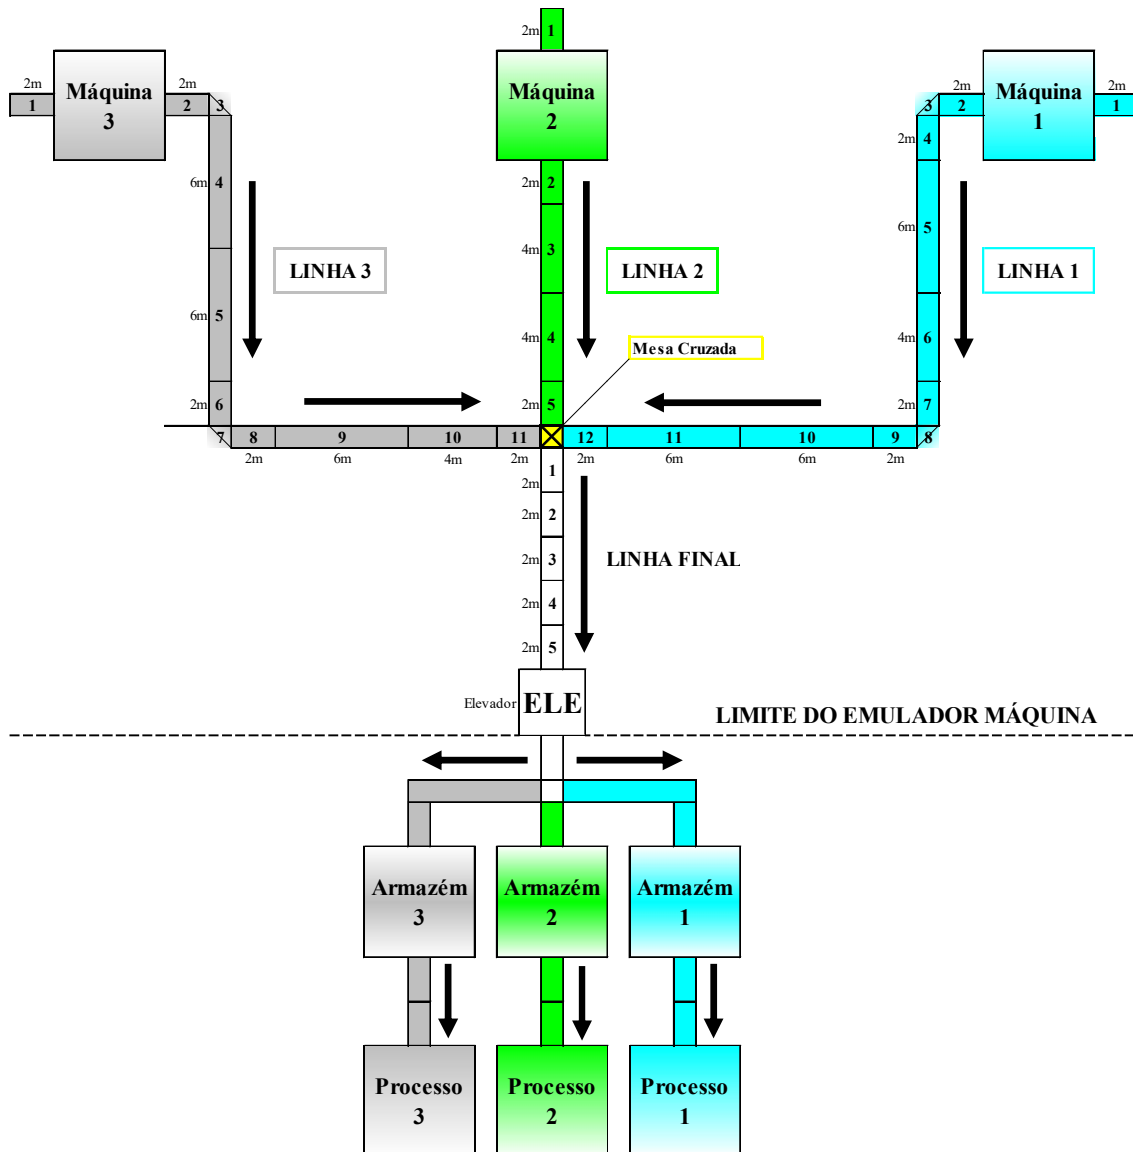 2m 1
2m
1
Máquina
3
2m
2
3
6m 4
6m 5
2m 6
7
8
9
10
11
2m
6m
4m
2m
LINHA 3
Máquina
2
2m 2
4m 3
4m 4
2m 5
LINHA 2
Mesa Cruzada
2m
1
Máquina
1
2m
2
3
2m 4
6m 5
4m 6
2m 7
8
9
10
11
12
2m
6m
6m
2m
LINHA 1
1
2m
2m 2
2m 3
2m 4
2m 5
LINHA FINAL
Elevador ELE
LIMITE DO EMULADOR MÁQUINA
Armazém
3
Armazém
2
Armazém
1
Processo
3
Processo
2
Processo
1